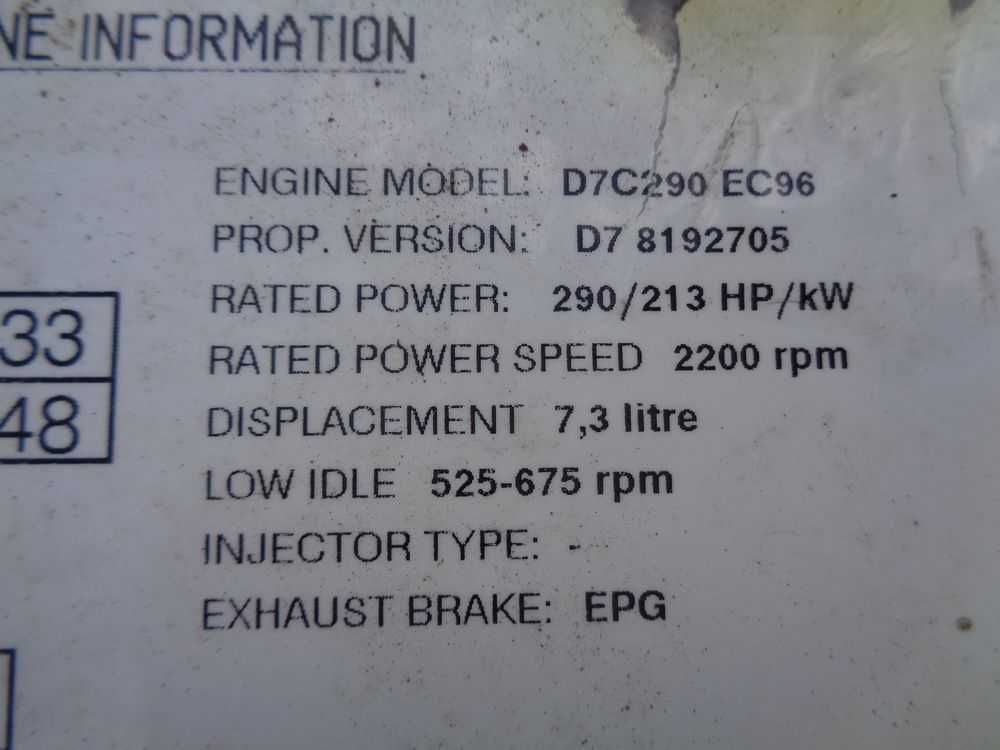 NE INFORMATION
ENGINE MODEL: D7C290 EC96
PROP. VERSION: D7 8192705
RATED POWER: 290/213 HP/kW
33
RATED POWER SPEED 2200 rpm
48
DISPLACEMENT 7,3 litre
LOW IDLE 525-675 rpm
INJECTOR TYPE: -
EXHAUST BRAKE: EPG